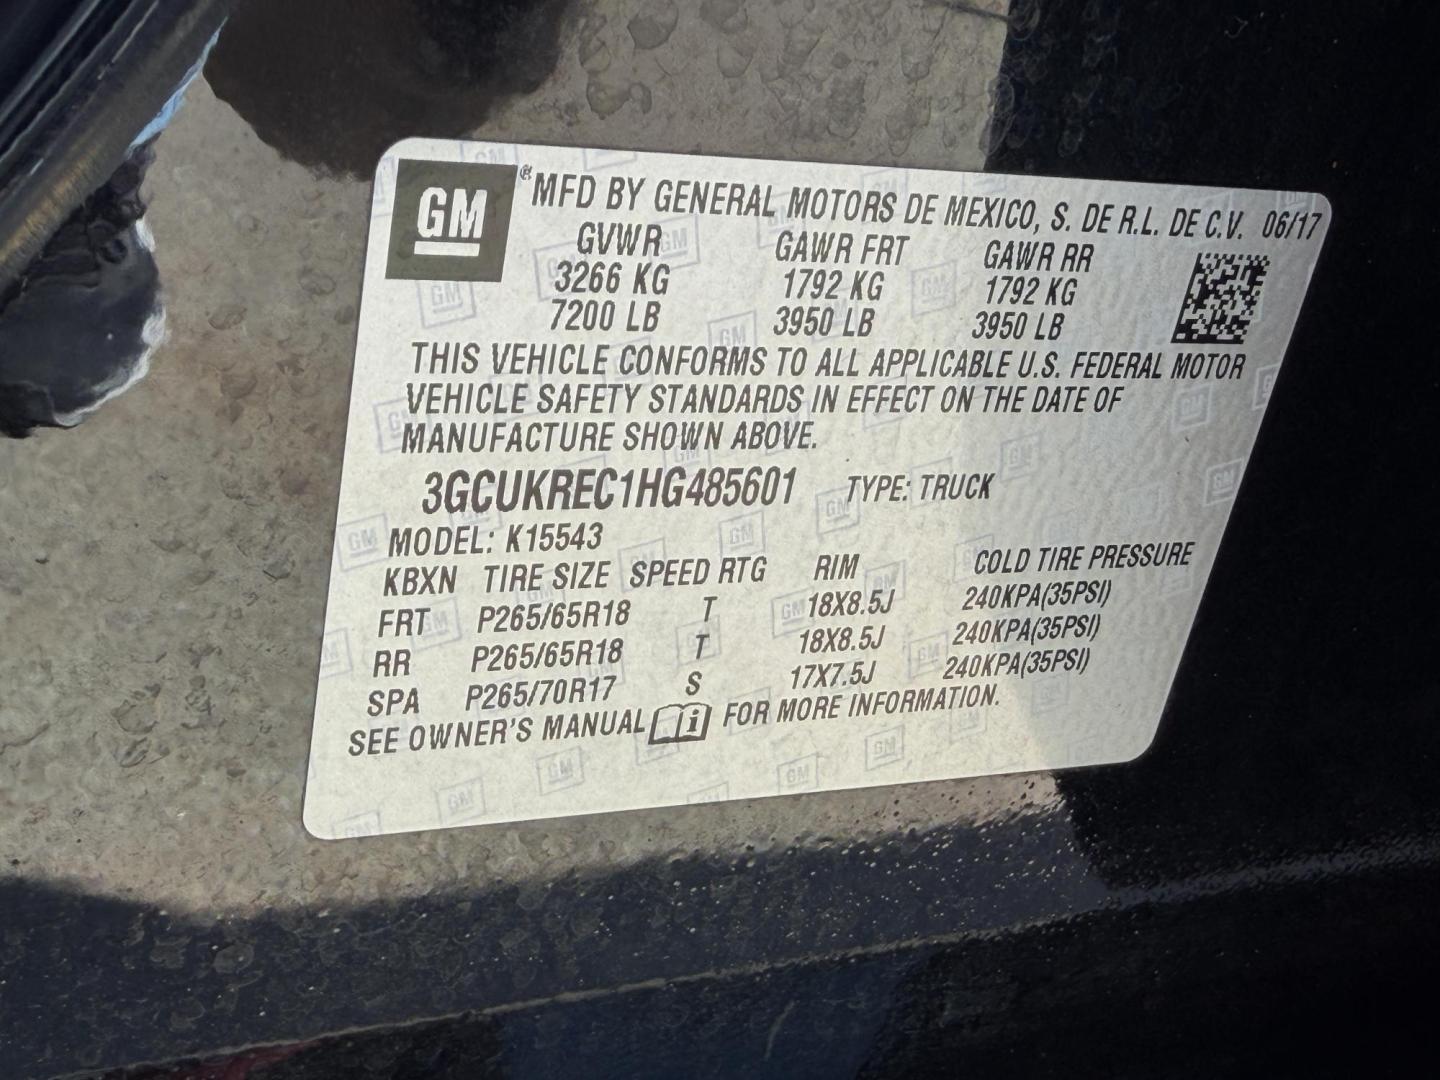 GM ® MFD BY GENERAL MOTORS DE MEXICO, S. DE R.L. DE C.V. 06/17
GVWR GAWR FRT GAWR RR
3266 KG 1792 KG 1792 KG
7200 LB 3950 LB 3950 LB
THIS VEHICLE CONFORMS TO ALL APPLICABLE U.S. FEDERAL MOTOR
VEHICLE SAFETY STANDARDS IN EFFECT ON THE DATE OF
MANUFACTURE SHOWN ABOVE.
3GCUKREC1HG485601 TYPE: TRUCK
MODEL: K15543
KBXN TIRE SIZE SPEED RTG RIM COLD TIRE PRESSURE
FRT P265/65R18 T 18X8.5J 240KPA(35PSI)
RR P265/65R18 T 18X8.5J 240KPA(35PSI)
SPA P265/70R17 S 17X7.5J 240KPA(35PSI)
SEE OWNER'S MANUAL i FOR MORE INFORMATION.